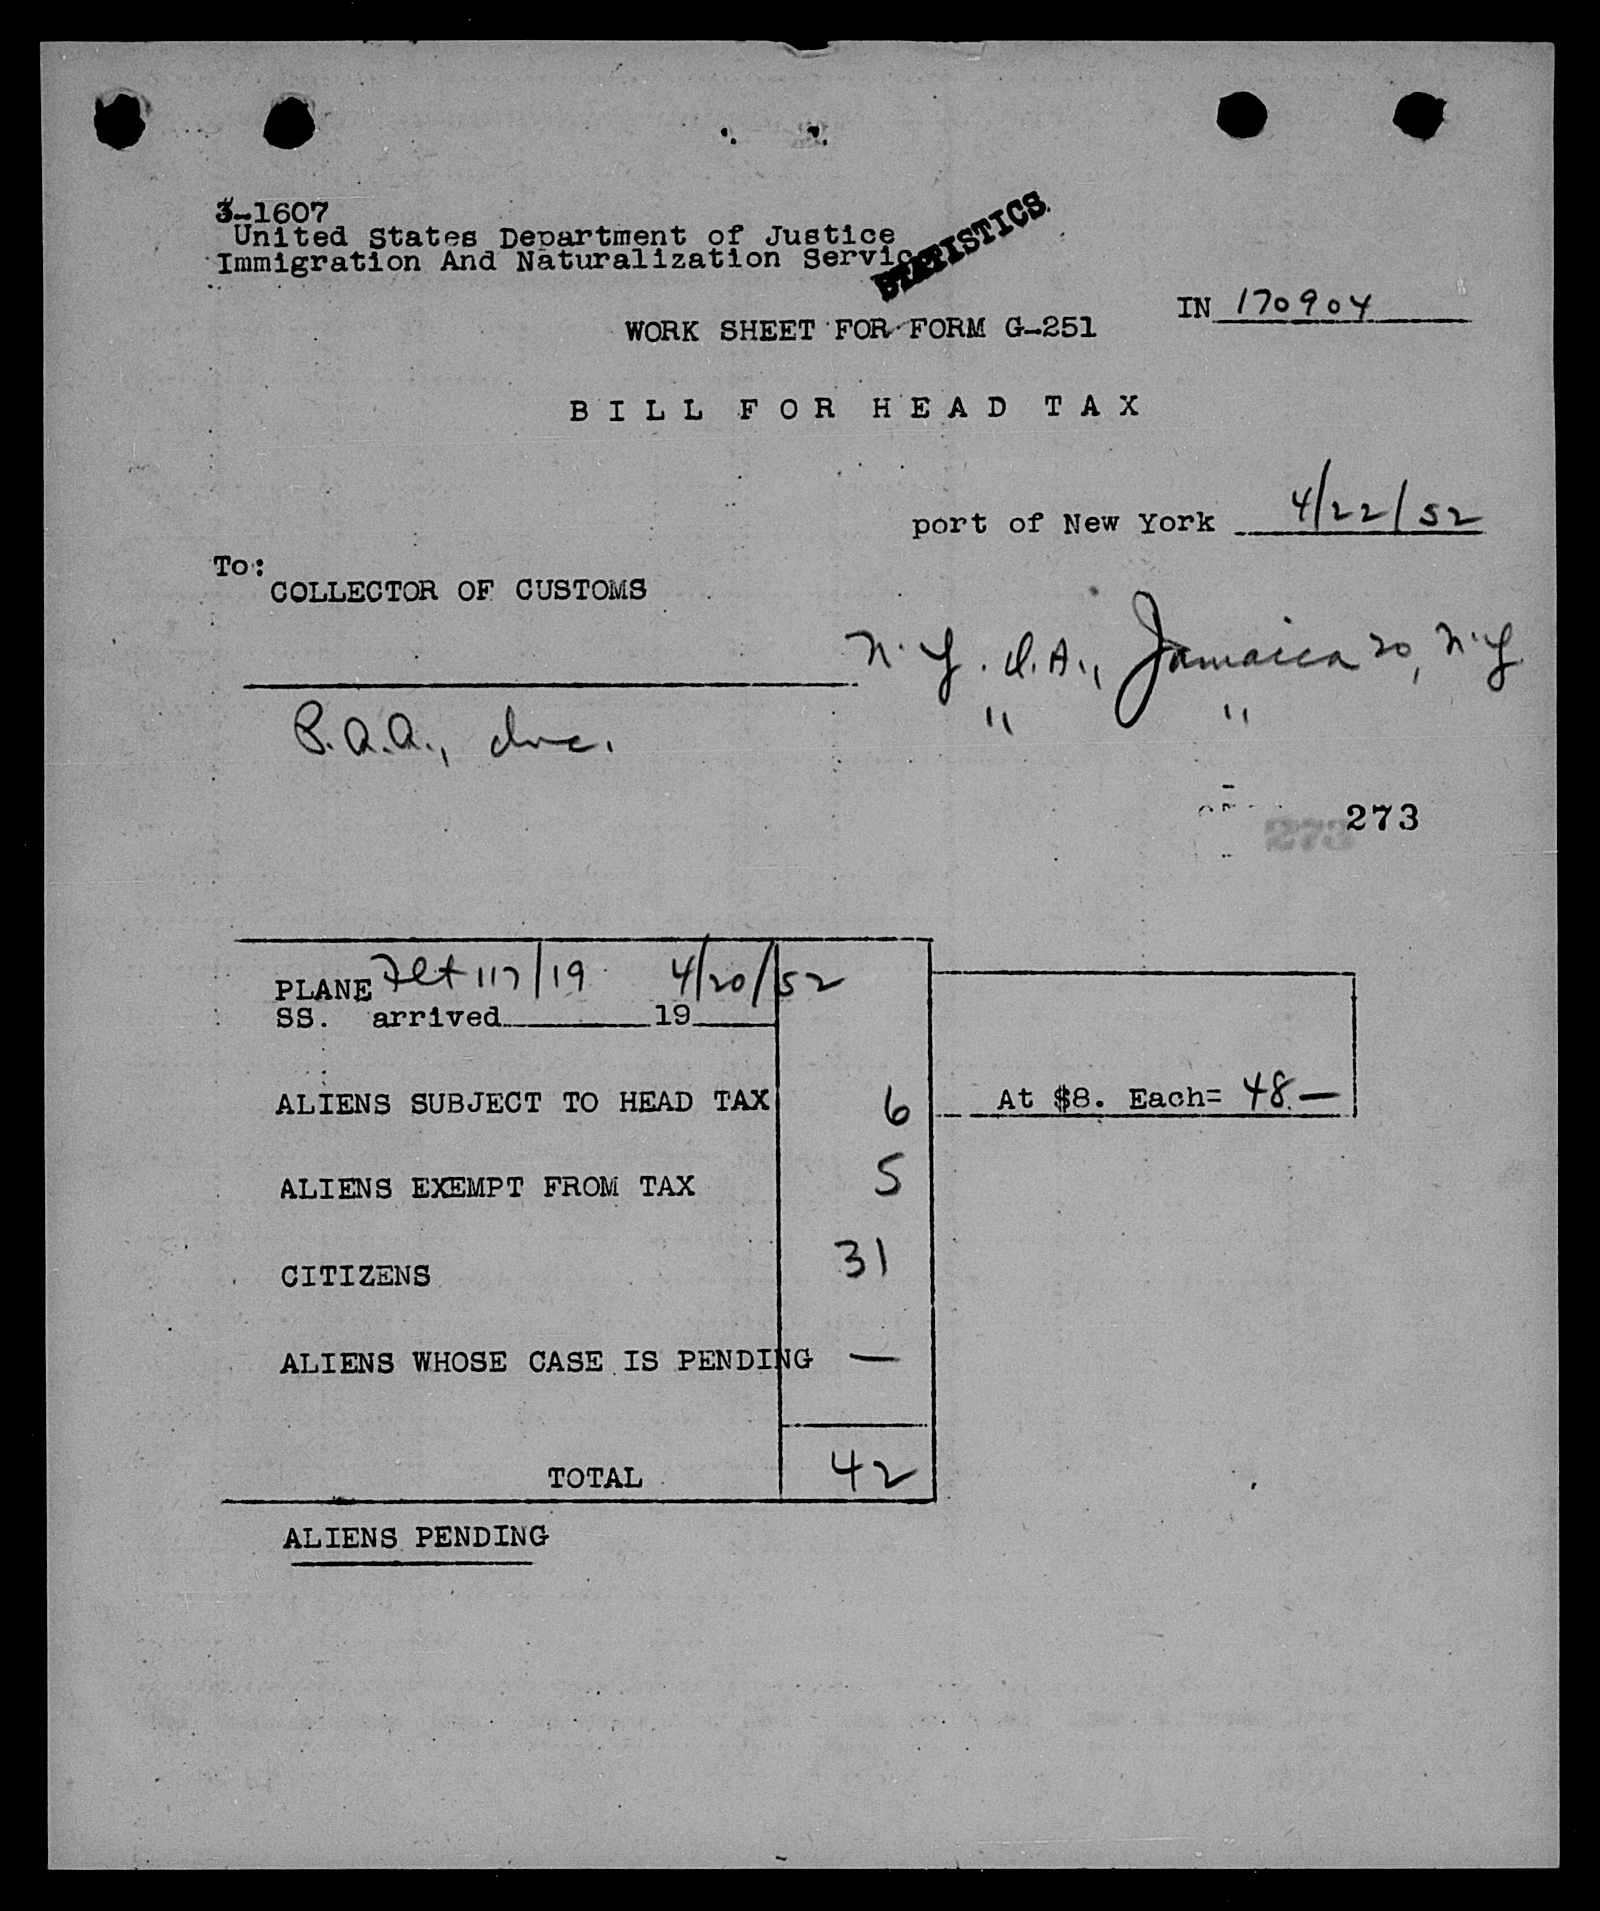 3-1607
United States Department of Justice
Immigration And Naturalization Service
STATISTICS
IN 170904
WORK SHEET FOR FORM G-251
BILL FOR HEAD TAX
port of New York 4/22/52
To:
COLLECTOR OF CUSTOMS
N.Y. I.A., Jamaica 20, N.Y.
P.A.A., Inc. " "
273
273
PLANE Flt 117/19 4/20/52
SS. arrived 19
ALIENS SUBJECT TO HEAD TAX 6 At $8. Each= 48.—
ALIENS EXEMPT FROM TAX 5
CITIZENS 31
ALIENS WHOSE CASE IS PENDING —
TOTAL 42
ALIENS PENDING